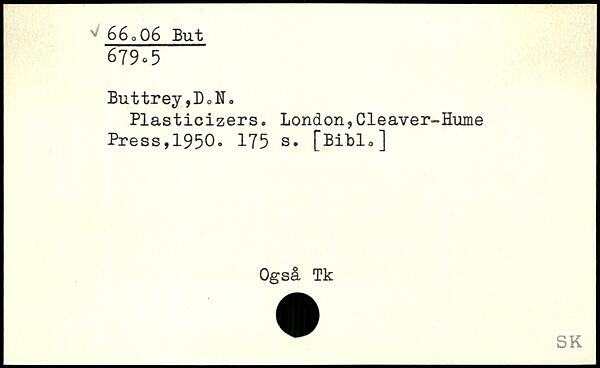 ✓ 66.06 But
679.5
Buttrey,D.N.
Plasticizers. London,Cleaver-Hume
Press,1950. 175 s. [Bibl.]
Også Tk
SK